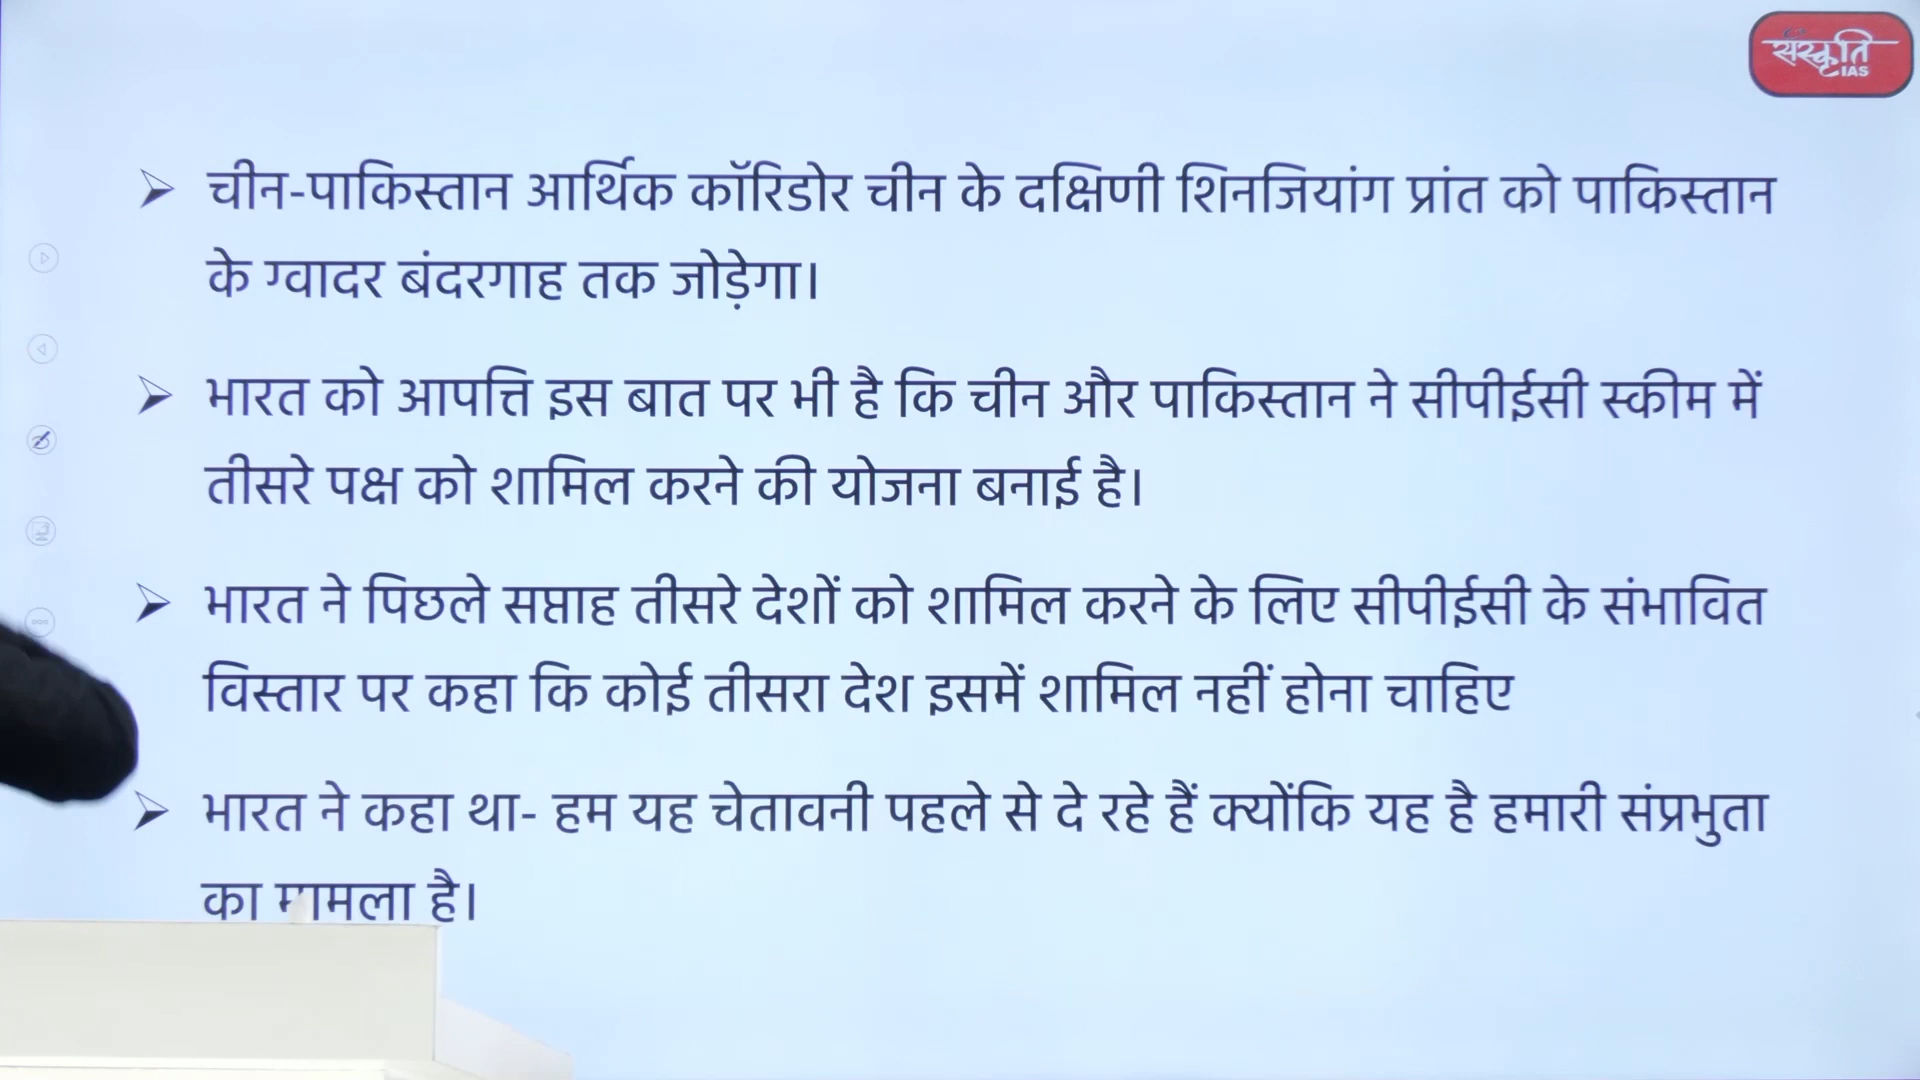 संस्कृति
IAS
➢ चीन-पाकिस्तान आर्थिक कॉरिडोर चीन के दक्षिणी शिनजियांग प्रांत को पाकिस्तान
के ग्वादर बंदरगाह तक जोड़ेगा।
➢ भारत को आपत्ति इस बात पर भी है कि चीन और पाकिस्तान ने सीपीईसी स्कीम में
तीसरे पक्ष को शामिल करने की योजना बनाई है।
➢ भारत ने पिछले सप्ताह तीसरे देशों को शामिल करने के लिए सीपीईसी के संभावित
विस्तार पर कहा कि कोई तीसरा देश इसमें शामिल नहीं होना चाहिए
➢ भारत ने कहा था- हम यह चेतावनी पहले से दे रहे हैं क्योंकि यह है हमारी संप्रभुता
का मामला है।